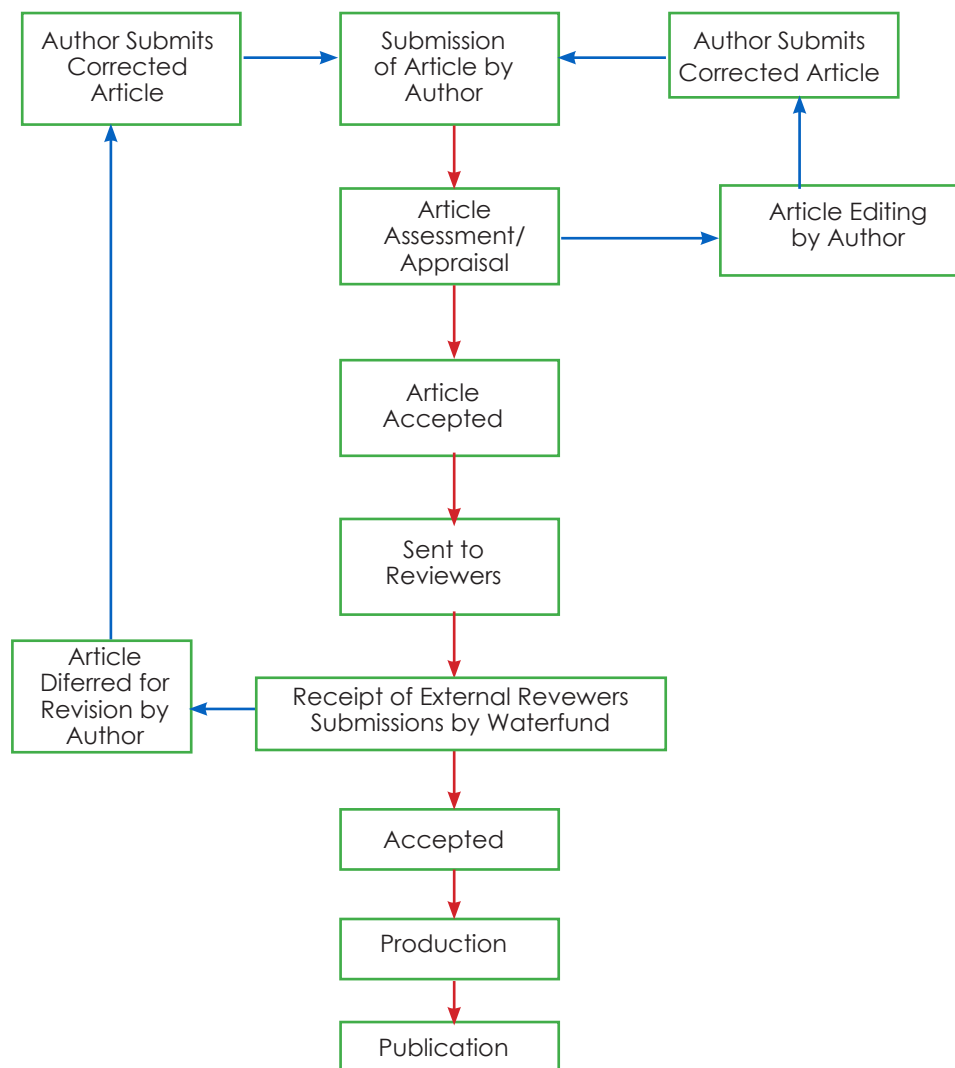 Author Submits
Corrected
Article
Submission
of Article by
Author
Author Submits
Corrected Article
Article
Assessment/
Appraisal
Article Editing
by Author
Article
Accepted
Sent to
Reviewers
Article
Diferred for
Revision by
Author
Receipt of External Revewers
Submissions by Waterfund
Accepted
Production
Publication